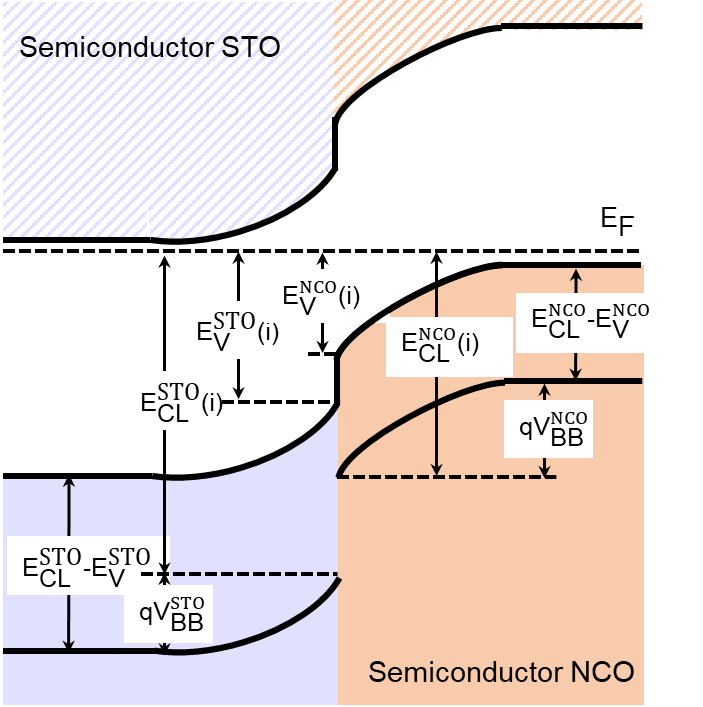 Semiconductor STO
E_F
E_V^NCO(i)
E_V^STO(i)
E_CL^NCO(i)
E_CL^NCO-E_V^NCO
E_CL^STO(i)
qV_BB^NCO
E_CL^STO-E_V^STO
qV_BB^STO
Semiconductor NCO